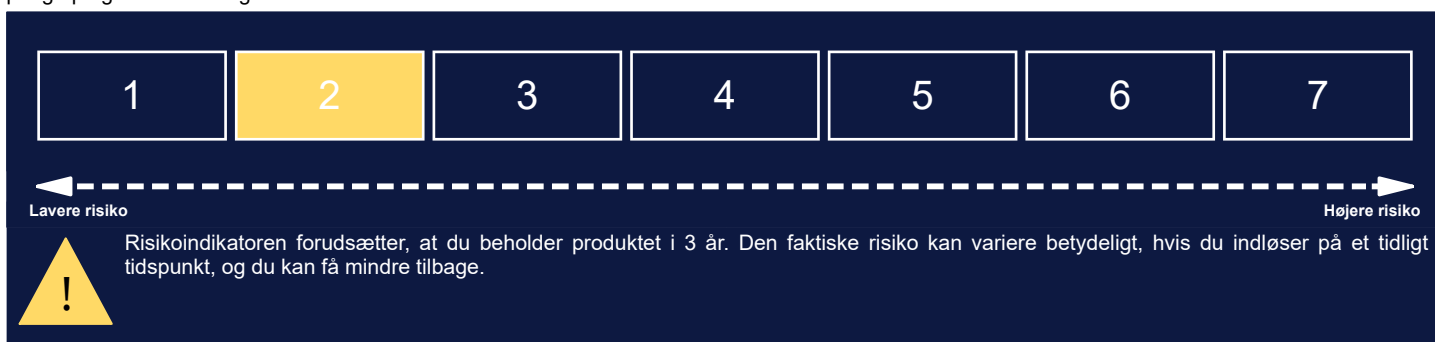 1 2 3 4 5 6 7
Lavere risiko Højere risiko
Risikoindikatoren forudsætter, at du beholder produktet i 3 år. Den faktiske risiko kan variere betydeligt, hvis du indløser på et tidligt
tidspunkt, og du kan få mindre tilbage.
!